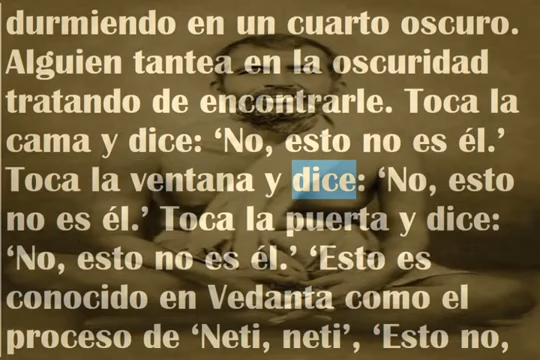 durmiendo en un cuarto oscuro.
Alguien tantea en la oscuridad
tratando de encontrarle. Toca la
cama y dice: ‘No, esto no es él.’
Toca la ventana y dice: ‘No, esto
no es él.’ Toca la puerta y dice:
‘No, esto no es él.’ ‘Esto es
conocido en Vedanta como el
proceso de ‘Neti, neti’, ‘Esto no,